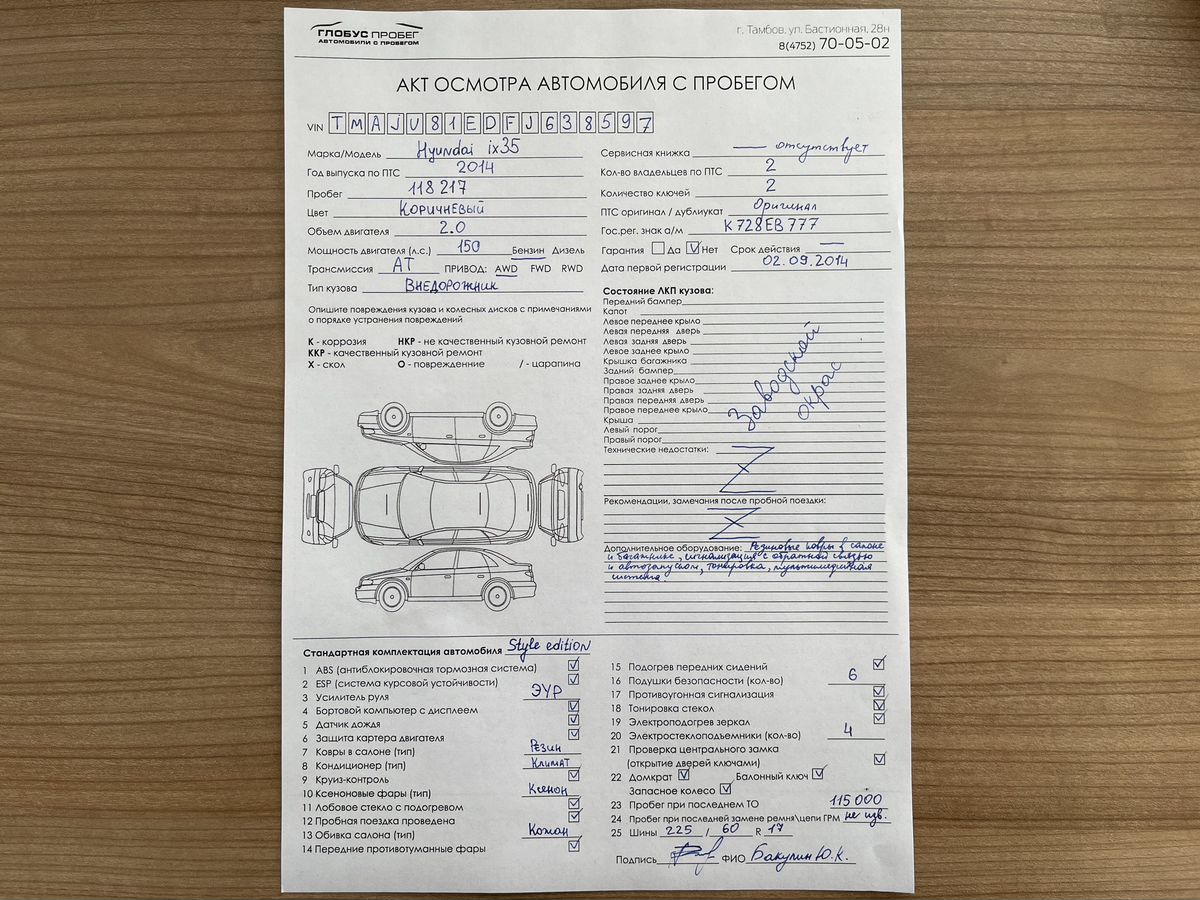 ГЛОБУС ПРОБЕГ
АВТОМОБИЛИ С ПРОБЕГОМ
г. Тамбов, ул. Бастионная, 28н
8(4752) 70-05-02
АКТ ОСМОТРА АВТОМОБИЛЯ С ПРОБЕГОМ
VIN TMAJU81EDFJ638597
Марка/Модель Hyundai ix35
Год выпуска по ПТС 2014
Пробег 118 217
Цвет Коричневый
Объем двигателя 2.0
Мощность двигателя (л.с.) 150 Бензин Дизель
Трансмиссия АТ ПРИВОД: AWD FWD RWD
Тип кузова Внедорожник
Опишите повреждения кузова и колесных дисков с примечаниями
о порядке устранения повреждений
К - коррозия НКР - не качественный кузовной ремонт
ККР - качественный кузовной ремонт
Х - скол О - повреждение / - царапина
Сервисная книжка — отсутствует
Кол-во владельцев по ПТС 2
Количество ключей 2
ПТС оригинал / дубликат Оригинал
Гос.рег. знак а/м К728ЕВ777
Гарантия Да Нет Срок действия —
Дата первой регистрации 02.09.2014
Состояние ЛКП кузова:
Передний бампер
Капот
Левое переднее крыло
Левая передняя дверь
Левая задняя дверь
Левое заднее крыло
Крышка багажника
Задний бампер
Правое заднее крыло
Правая задняя дверь
Правая передняя дверь
Правое переднее крыло
Крыша
Левый порог
Правый порог
Заводской
окрас
Технические недостатки:
Рекомендации, замечания после пробной поездки:
Дополнительное оборудование: Резиновые ковры в салоне
и багажнике, сигнализация с обратной связью
и автозапуском, тонировка, мультимедийная
система.
Стандартная комплектация автомобиля Style edition
1 ABS (антиблокировочная тормозная система)
2 ESP (система курсовой устойчивости)
3 Усилитель руля ЭУР
4 Бортовой компьютер с дисплеем
5 Датчик дождя
6 Защита картера двигателя
7 Ковры в салоне (тип) Резин
8 Кондиционер (тип) Климат
9 Круиз-контроль
10 Ксеноновые фары (тип) Ксенон
11 Лобовое стекло с подогревом
12 Пробная поездка проведена
13 Обивка салона (тип) Кожан
14 Передние противотуманные фары
15 Подогрев передних сидений
16 Подушки безопасности (кол-во) 6
17 Противоугонная сигнализация
18 Тонировка стекол
19 Электроподогрев зеркал
20 Электростеклоподъемники (кол-во) 4
21 Проверка центрального замка
(открытие дверей ключами)
22 Домкрат Балонный ключ
Запасное колесо
23 Пробег при последнем ТО 115 000
24 Пробег при последней замене ремня\цепи ГРМ не изв.
25 Шины 225 / 60 R 17
Подпись ФИО Бакулин Ю.К.